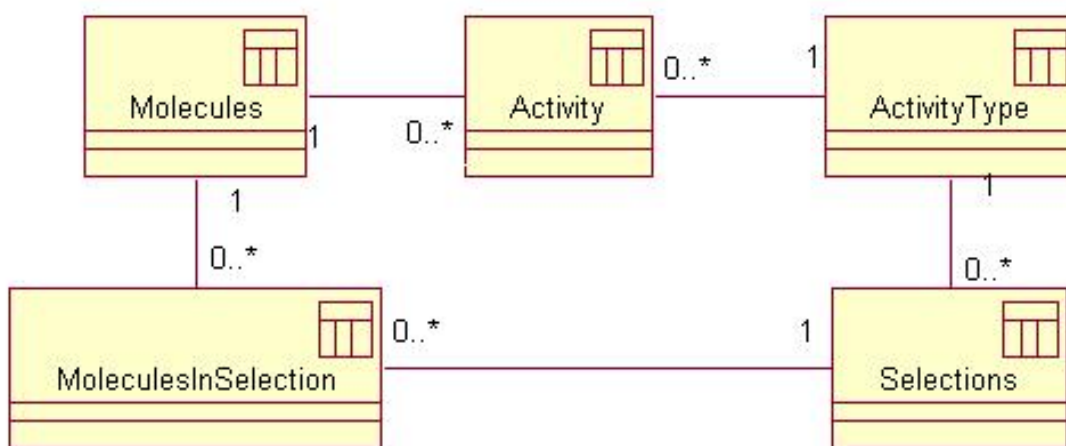 Molecules
1
0..*
Activity
0..*
1
ActivityType
1
0..*
1
0..*
MoleculesInSelection
0..*
1
Selections